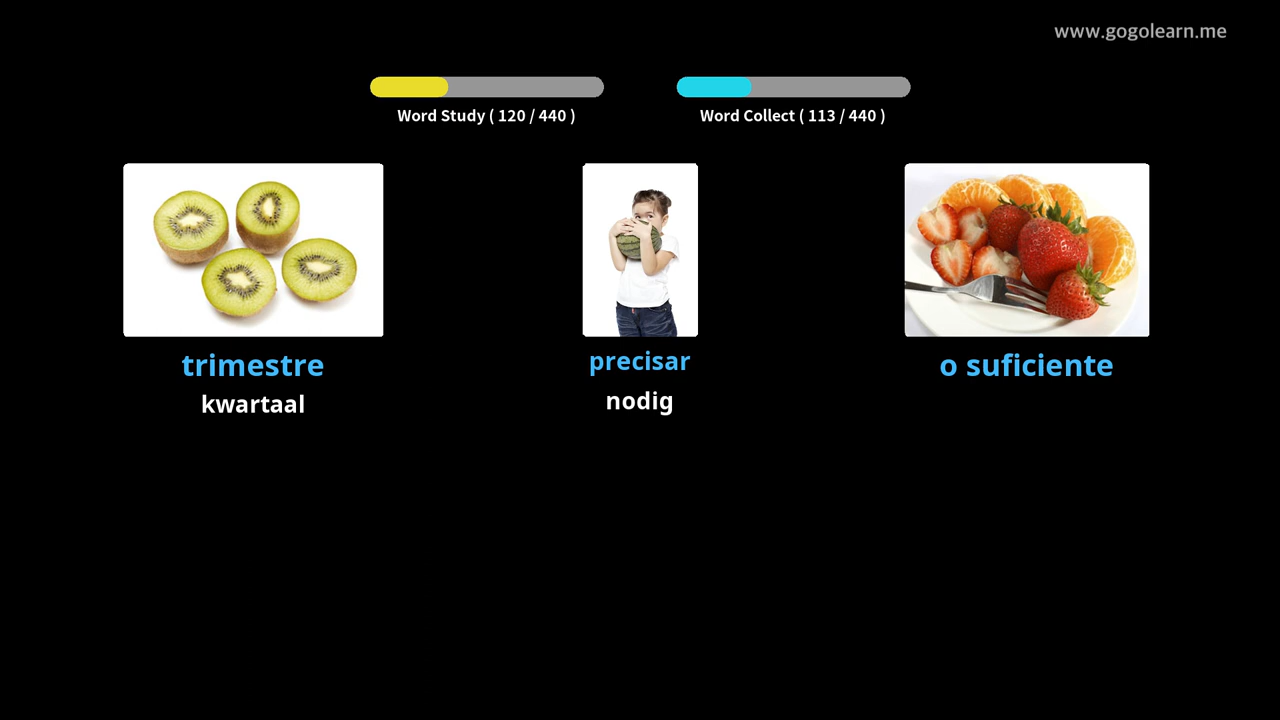 www.gogolearn.me
Word Study ( 120 / 440 )
Word Collect ( 113 / 440 )
trimestre
kwartaal
precisar
nodig
o suficiente